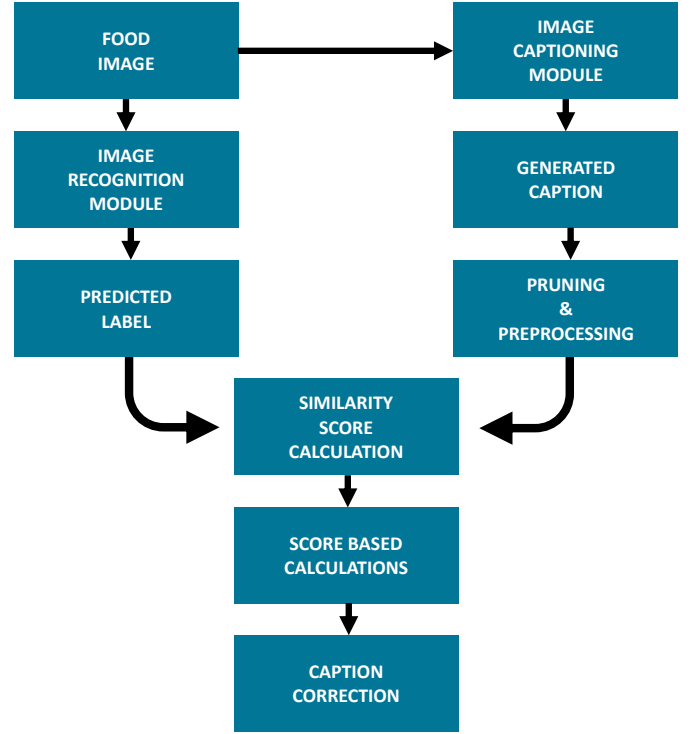 FOOD
IMAGE
IMAGE
CAPTIONING
MODULE
IMAGE
RECOGNITION
MODULE
GENERATED
CAPTION
PREDICTED
LABEL
PRUNING
&
PREPROCESSING
SIMILARITY
SCORE
CALCULATION
SCORE BASED
CALCULATIONS
CAPTION
CORRECTION